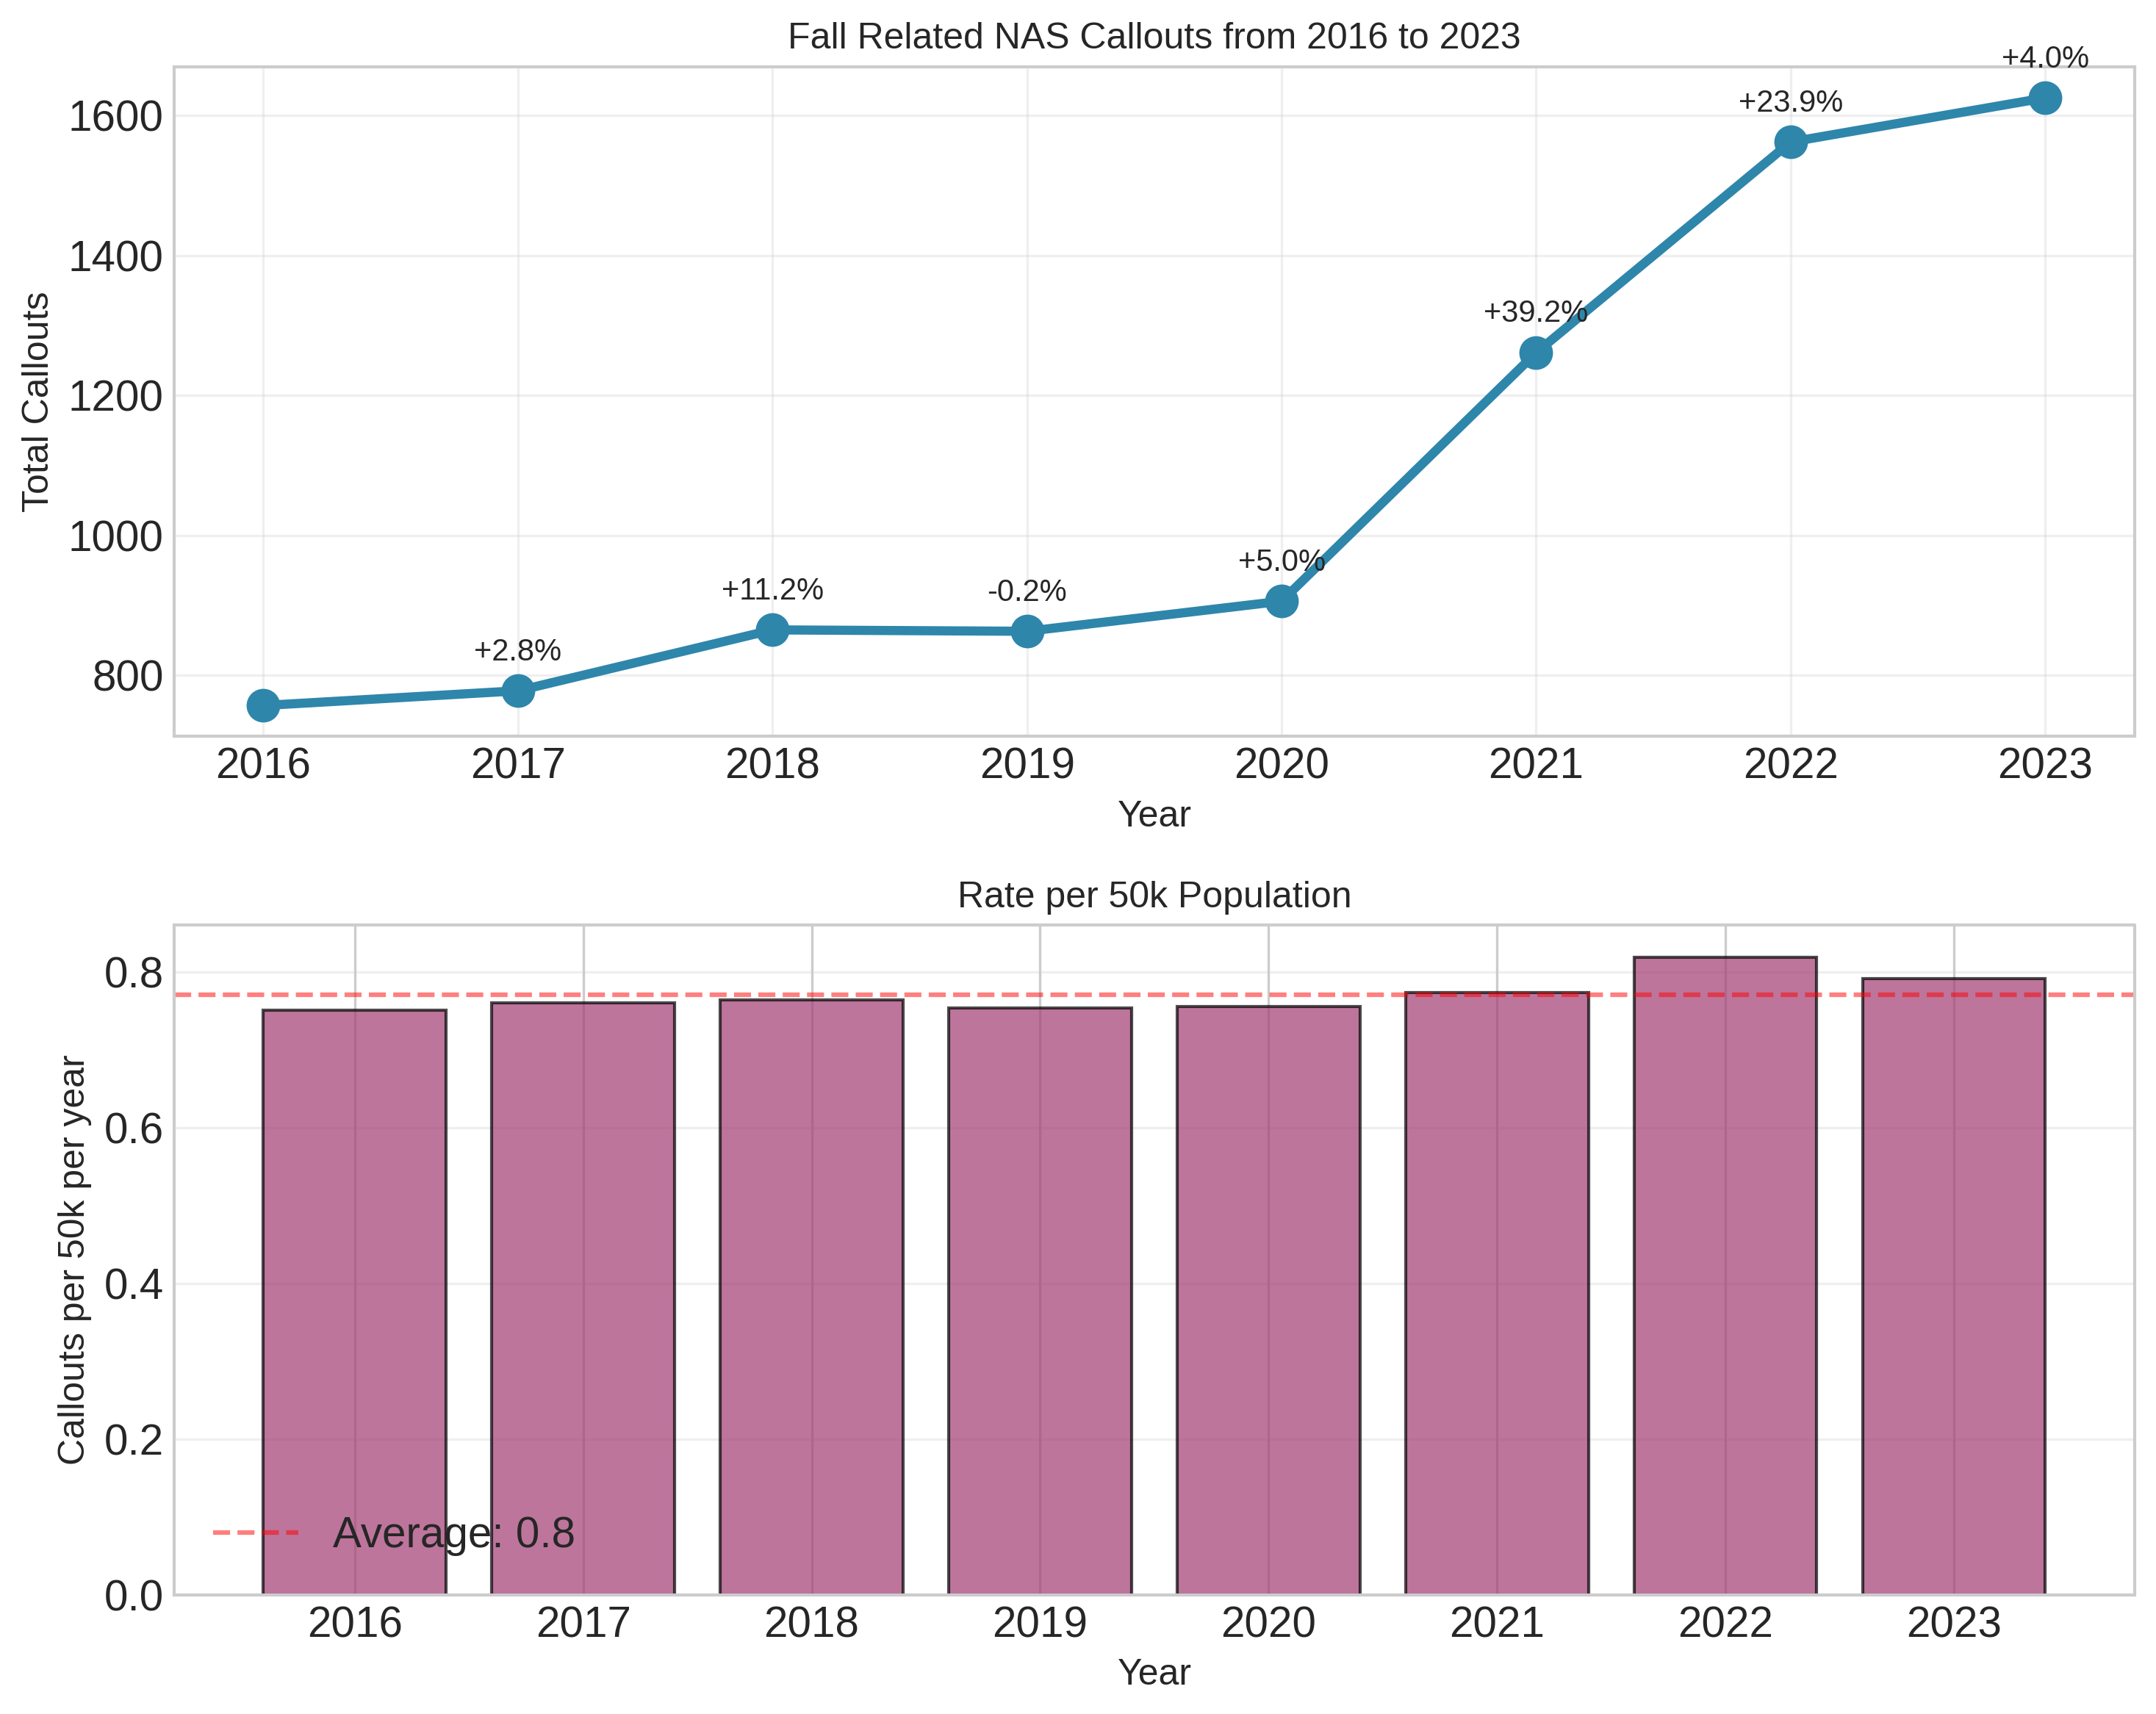 Fall Related NAS Callouts from 2016 to 2023
+4.0%
+23.9%
+39.2%
+5.0%
-0.2%
+11.2%
+2.8%
Total Callouts
1600
1400
1200
1000
800
2016 2017 2018 2019 2020 2021 2022 2023
Year
Rate per 50k Population
Callouts per 50k per year
0.8
0.6
0.4
0.2
0.0
Average: 0.8
2016 2017 2018 2019 2020 2021 2022 2023
Year